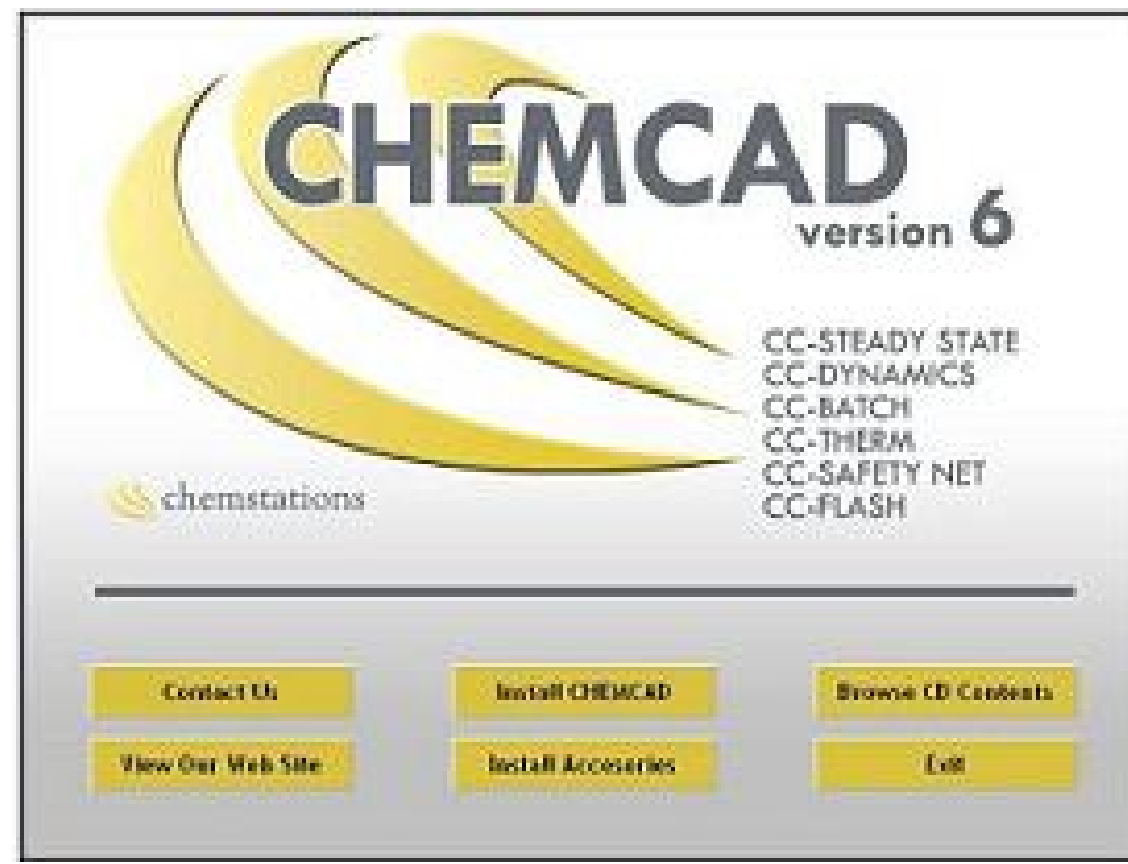 CHEMCAD
version 6
CC-STEADY STATE
CC-DYNAMICS
CC-BATCH
CC-THERM
CC-SAFETY NET
CC-FLASH
chemstations
Contact Us
Install CHEMCAD
Browse CD Contents
View Our Web Site
Install Accesories
Exit